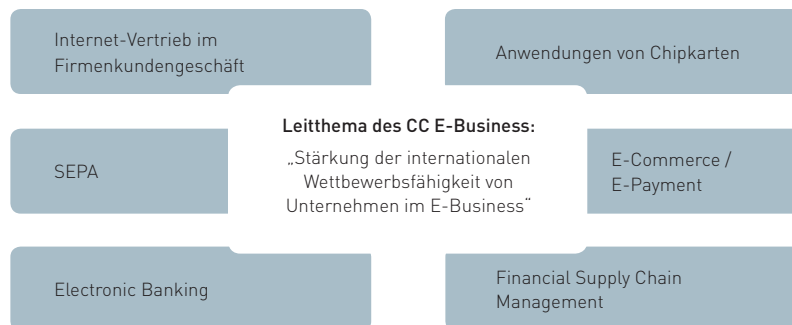 Internet-Vertrieb im
Firmenkundengeschäft
Anwendungen von Chipkarten
Leitthema des CC E-Business:
„Stärkung der internationalen
Wettbewerbsfähigkeit von
Unternehmen im E-Business“
SEPA
E-Commerce /
E-Payment
Electronic Banking
Financial Supply Chain
Management